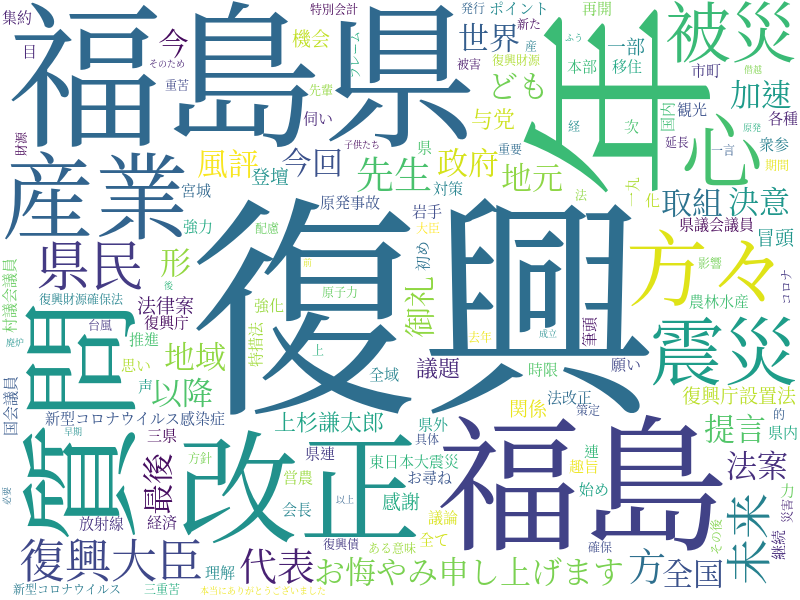 集約
特別会計
発行
ポイント
新た
再開
目
今
機会
フレーム
世界
復興財源
産
ふう
借越
そのため
福島県
先輩
被害
一部
本部
移住
国内
市町
被災
重苦
伺い
ども
与党
経
次
観光
加速
各種
財源
風評
今回
子供たち
県
重要
延長
一言
原発
衆参
期間
生
心
産業
宮城
登壇
先生
政府
対策
地元
法
一丸
化
取組
決意
強力
配慮
原発事故
岩手
大臣
県議会議員
冒頭
県民
形
復興
初め
方々
影響
コロナ
村議会議員
復興財源確保法
後
法律案
強化
原子力
前
御礼
農林水産
質問
台風
復興庁
特措法
上
去年
成立
筆頭
震災
廃炉
推進
地域
思い
声
全域
議題
時限
願い
以降
国会議員
早期
新型コロナウイルス感染症
上杉謙太郎
関係
法改正
策定
復興庁設置法
的
三県
県外
具体
提言
県内
必要
方針
改正
県連
東日本大震災
福島
連
営農
お尋ね
趣旨
法案
最後
放射線
経済
会長
感謝
議論
始め
その後
力
災害
未来
継続
復興大臣
理解
代表
復興債
以上
ある意味
全て
確保
方
全国
お悔やみ申し上げます
新型コロナウイルス
三重苦
本当にありがとうございました